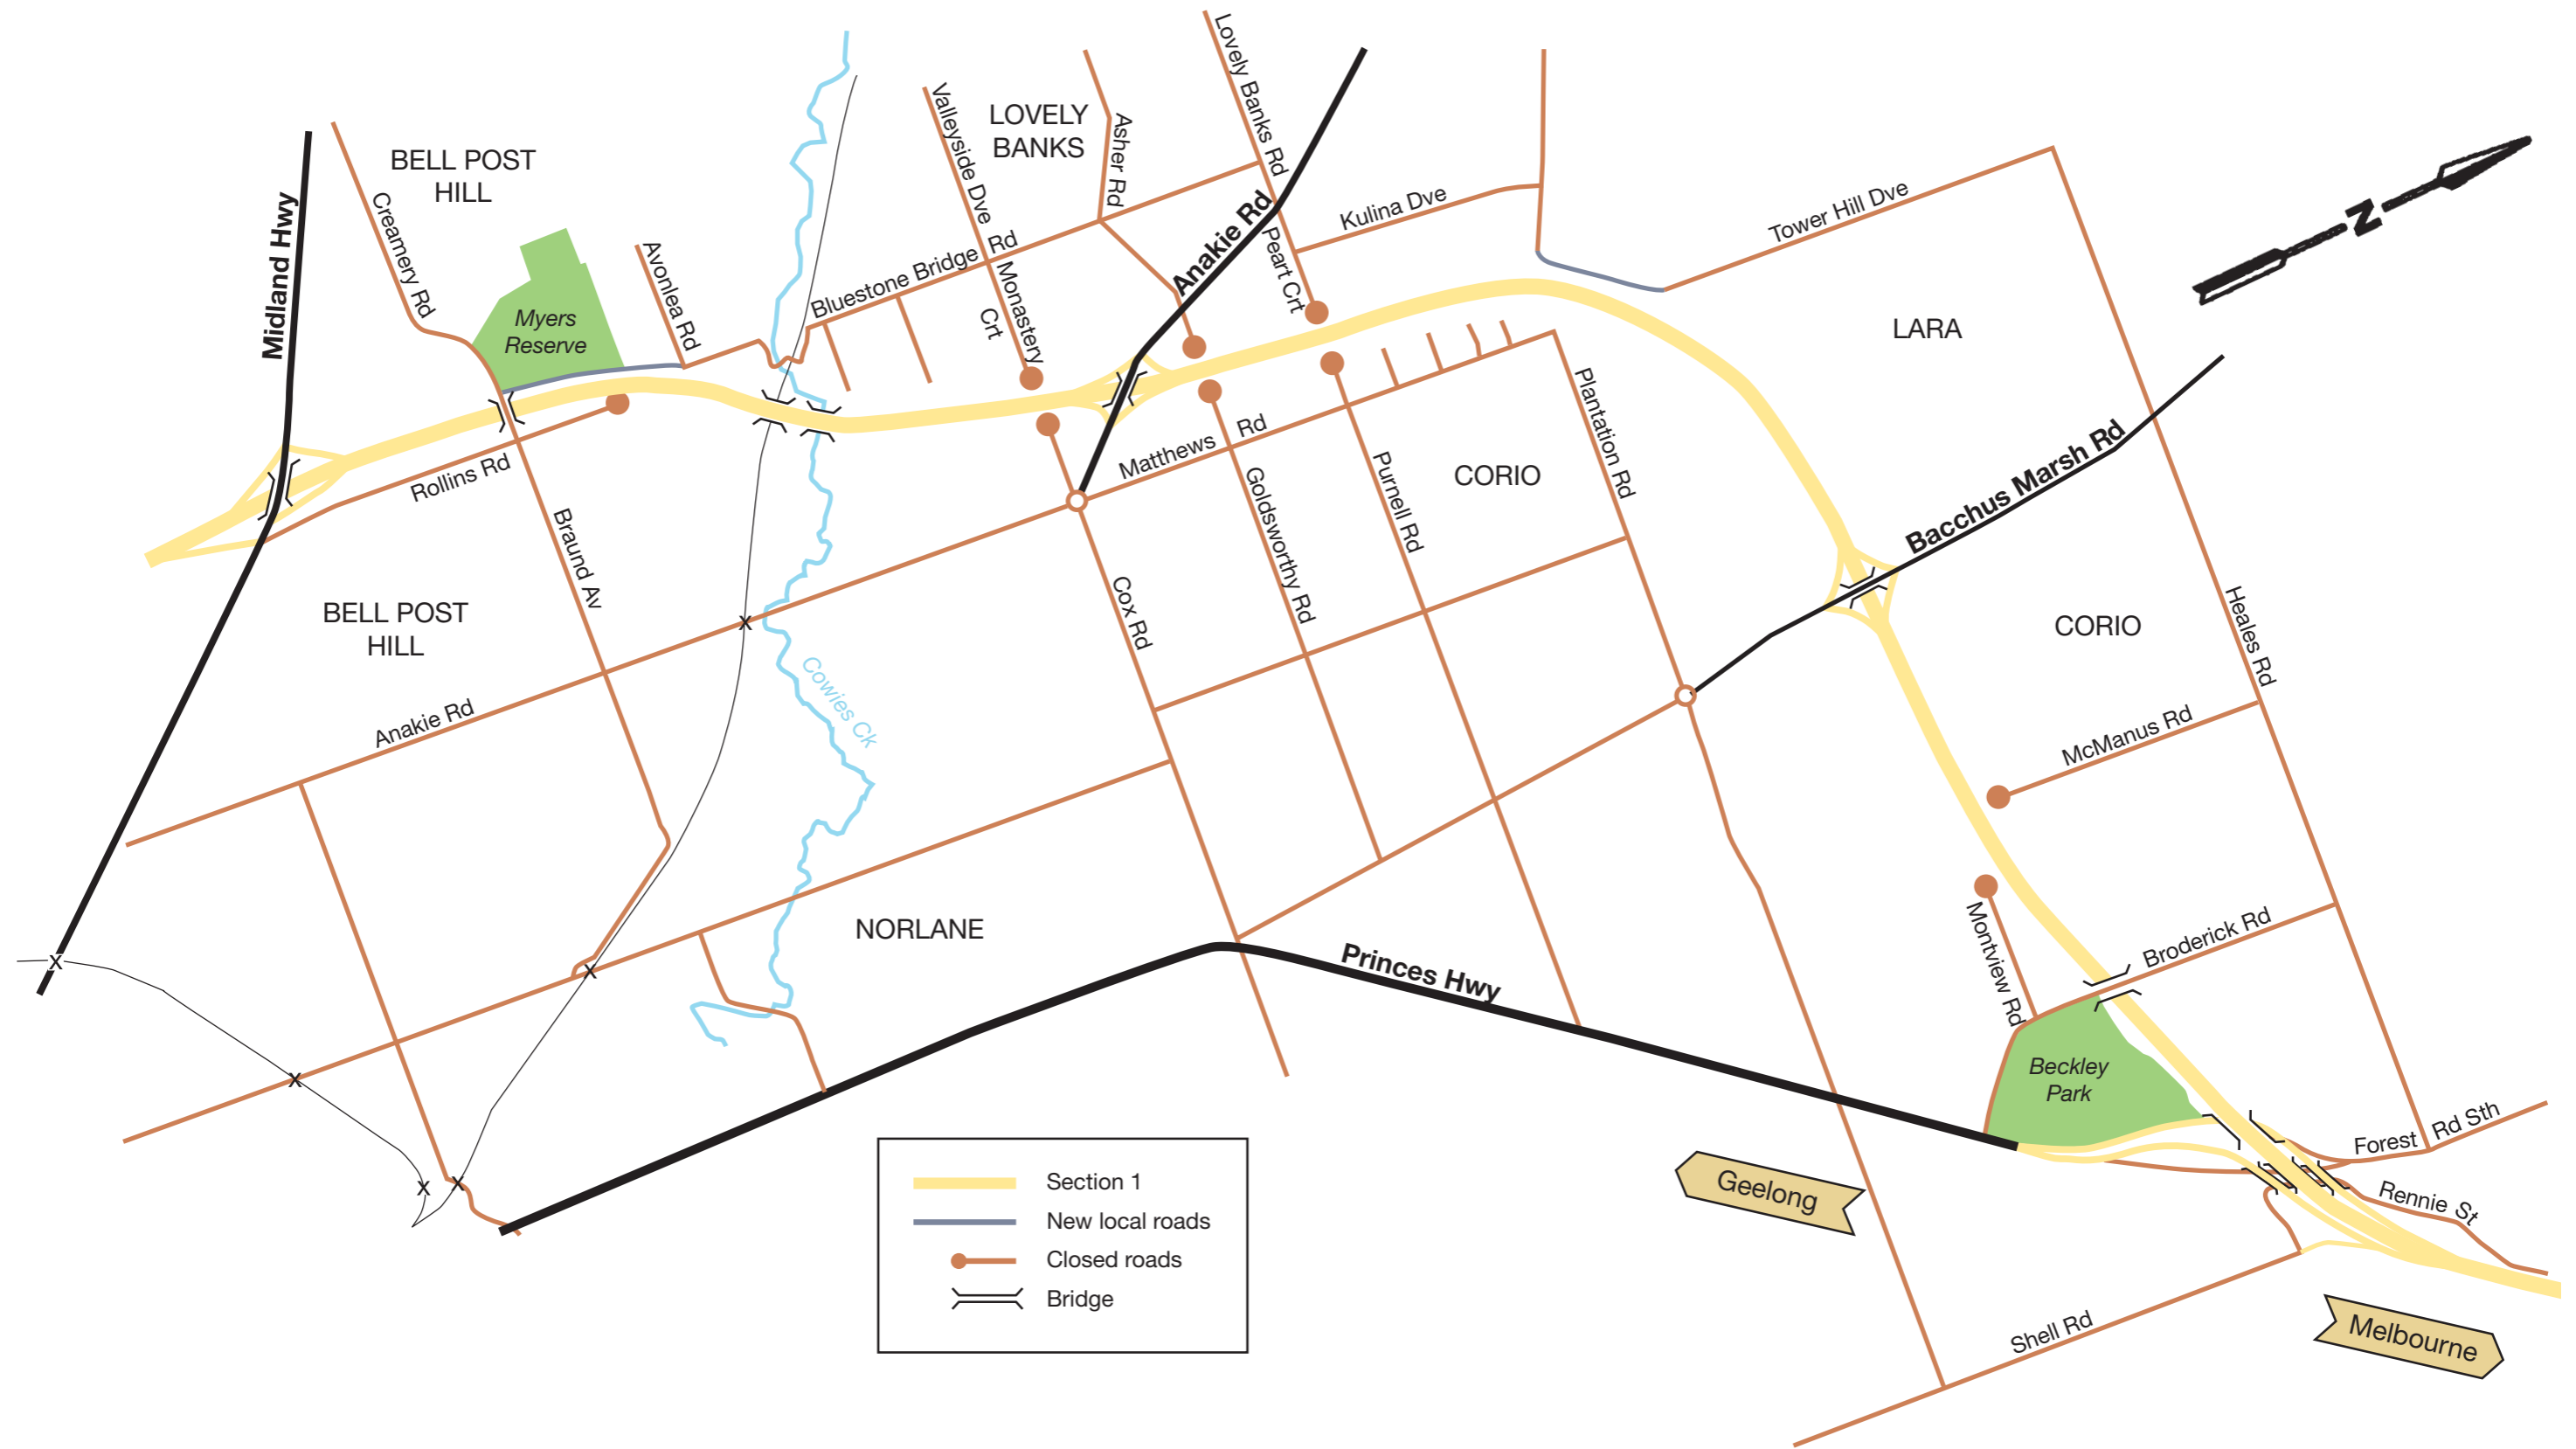 Midland Hwy
Creamery Rd
BELL POST
HILL
Myers
Reserve
Avonlea Rd
Valleyside Dve
LOVELY
BANKS
Asher Rd
Lovely Banks Rd
Anakie Rd
Peart Crt
Kulina Dve
Tower Hill Dve
N
LARA
Bluestone Bridge Rd
Monastery
Crt
Rollins Rd
Braund Av
Matthews Rd
Goldsworthy Rd
Purnell Rd
CORIO
Plantation Rd
Bacchus Marsh Rd
BELL POST
HILL
Anakie Rd
Cowies Ck
Cox Rd
CORIO
Heales Rd
McManus Rd
NORLANE
Princes Hwy
Montview Rd
Broderick Rd
Beckley
Park
Forest Rd Sth
Rennie St
Geelong
Shell Rd
Melbourne
Section 1
New local roads
Closed roads
Bridge
x
x
x
x
x
x